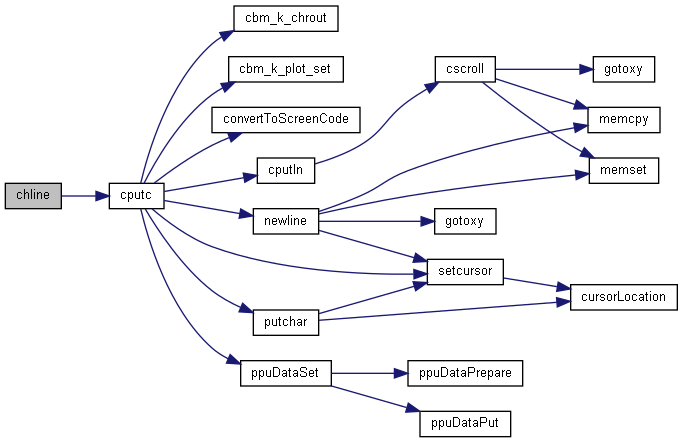 cbm_k_chrout
cscroll
gotoxy
cbm_k_plot_set
convertToScreenCode
memcpy
cputln
memset
chline
cputc
newline
gotoxy
setcursor
cursorLocation
putchar
ppuDataSet
ppuDataPrepare
ppuDataPut